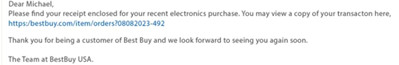 Dear Michael,
Please find your receipt enclosed for your recent electronics purchase. You may view a copy of your transacton here,
https:/bestbuy.com/item/orders?08082023-492
Thank you for being a customer of Best Buy and we look forward to seeing you again soon.
The Team at BestBuy USA.